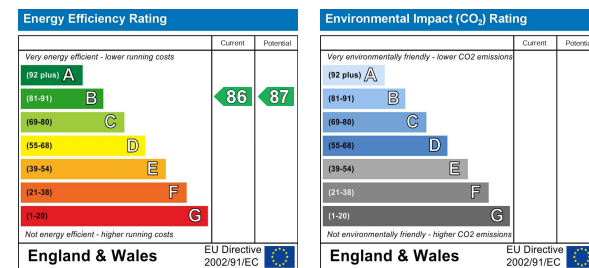 Energy Efficiency Rating
Current Potential
Very energy efficient - lower running costs
(92 plus) A
(81-91) B
(69-80) C
(55-68) D
(39-54) E
(21-38) F
(1-20) G
86 87
Not energy efficient - higher running costs
England & Wales
EU Directive
2002/91/EC
Environmental Impact (CO2) Rating
Current Potentia
Very environmentally friendly - lower CO2 emissions
(92 plus) A
(81-91) B
(69-80) C
(55-68) D
(39-54) E
(21-38) F
(1-20) G
Not environmentally friendly - higher CO2 emissions
England & Wales
EU Directive
2002/91/EC